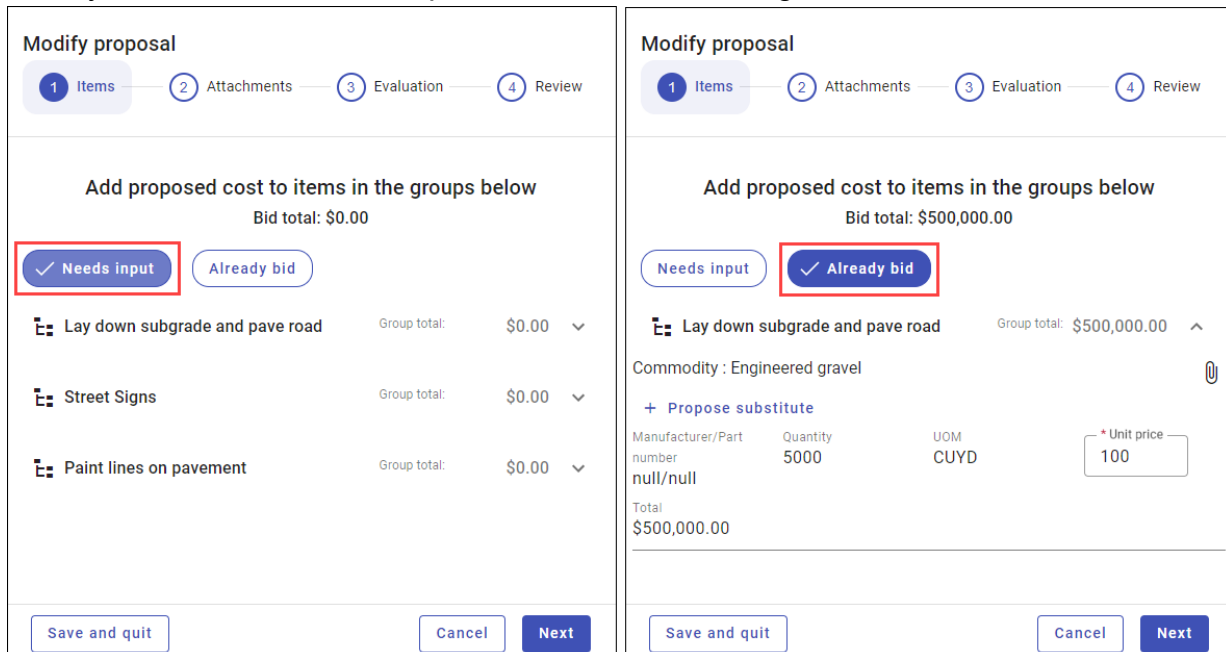 Modify proposal
1 Items 2 Attachments 3 Evaluation 4 Review
Add proposed cost to items in the groups below
Bid total: $0.00
Needs input Already bid
Lay down subgrade and pave road Group total: $0.00
Street Signs Group total: $0.00
Paint lines on pavement Group total: $0.00
Save and quit Cancel Next
Modify proposal
1 Items 2 Attachments 3 Evaluation 4 Review
Add proposed cost to items in the groups below
Bid total: $500,000.00
Needs input Already bid
Lay down subgrade and pave road Group total: $500,000.00
Commodity : Engineered gravel
+ Propose substitute
Manufacturer/Part Quantity UOM * Unit price
number 5000 CUYD 100
null/null
Total
$500,000.00
Save and quit Cancel Next